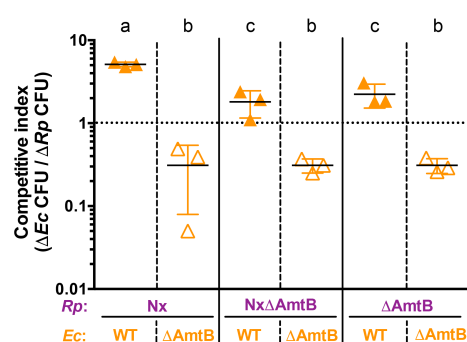 a b c b c b
Competitive index
(ΔEc CFU / ΔRp CFU)
10
1
0.1
0.01
Rp: Nx NxΔAmtB ΔAmtB
Ec: WT ΔAmtB WT ΔAmtB WT ΔAmtB